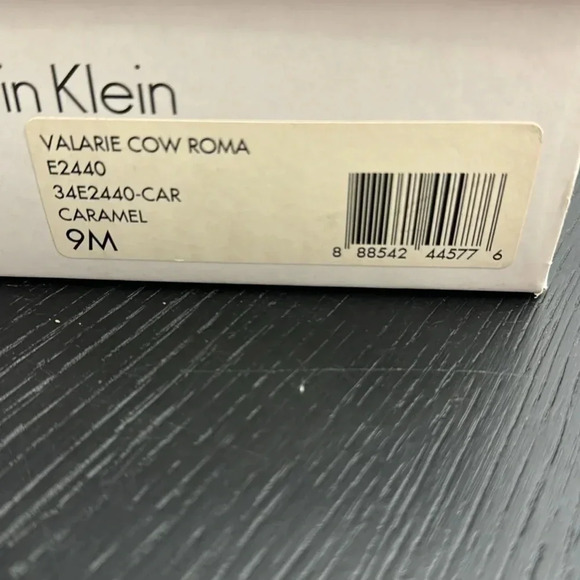 in Klein
VALARIE COW ROMA
E2440
34E2440-CAR
CARAMEL
9M
8 88542 44577 6